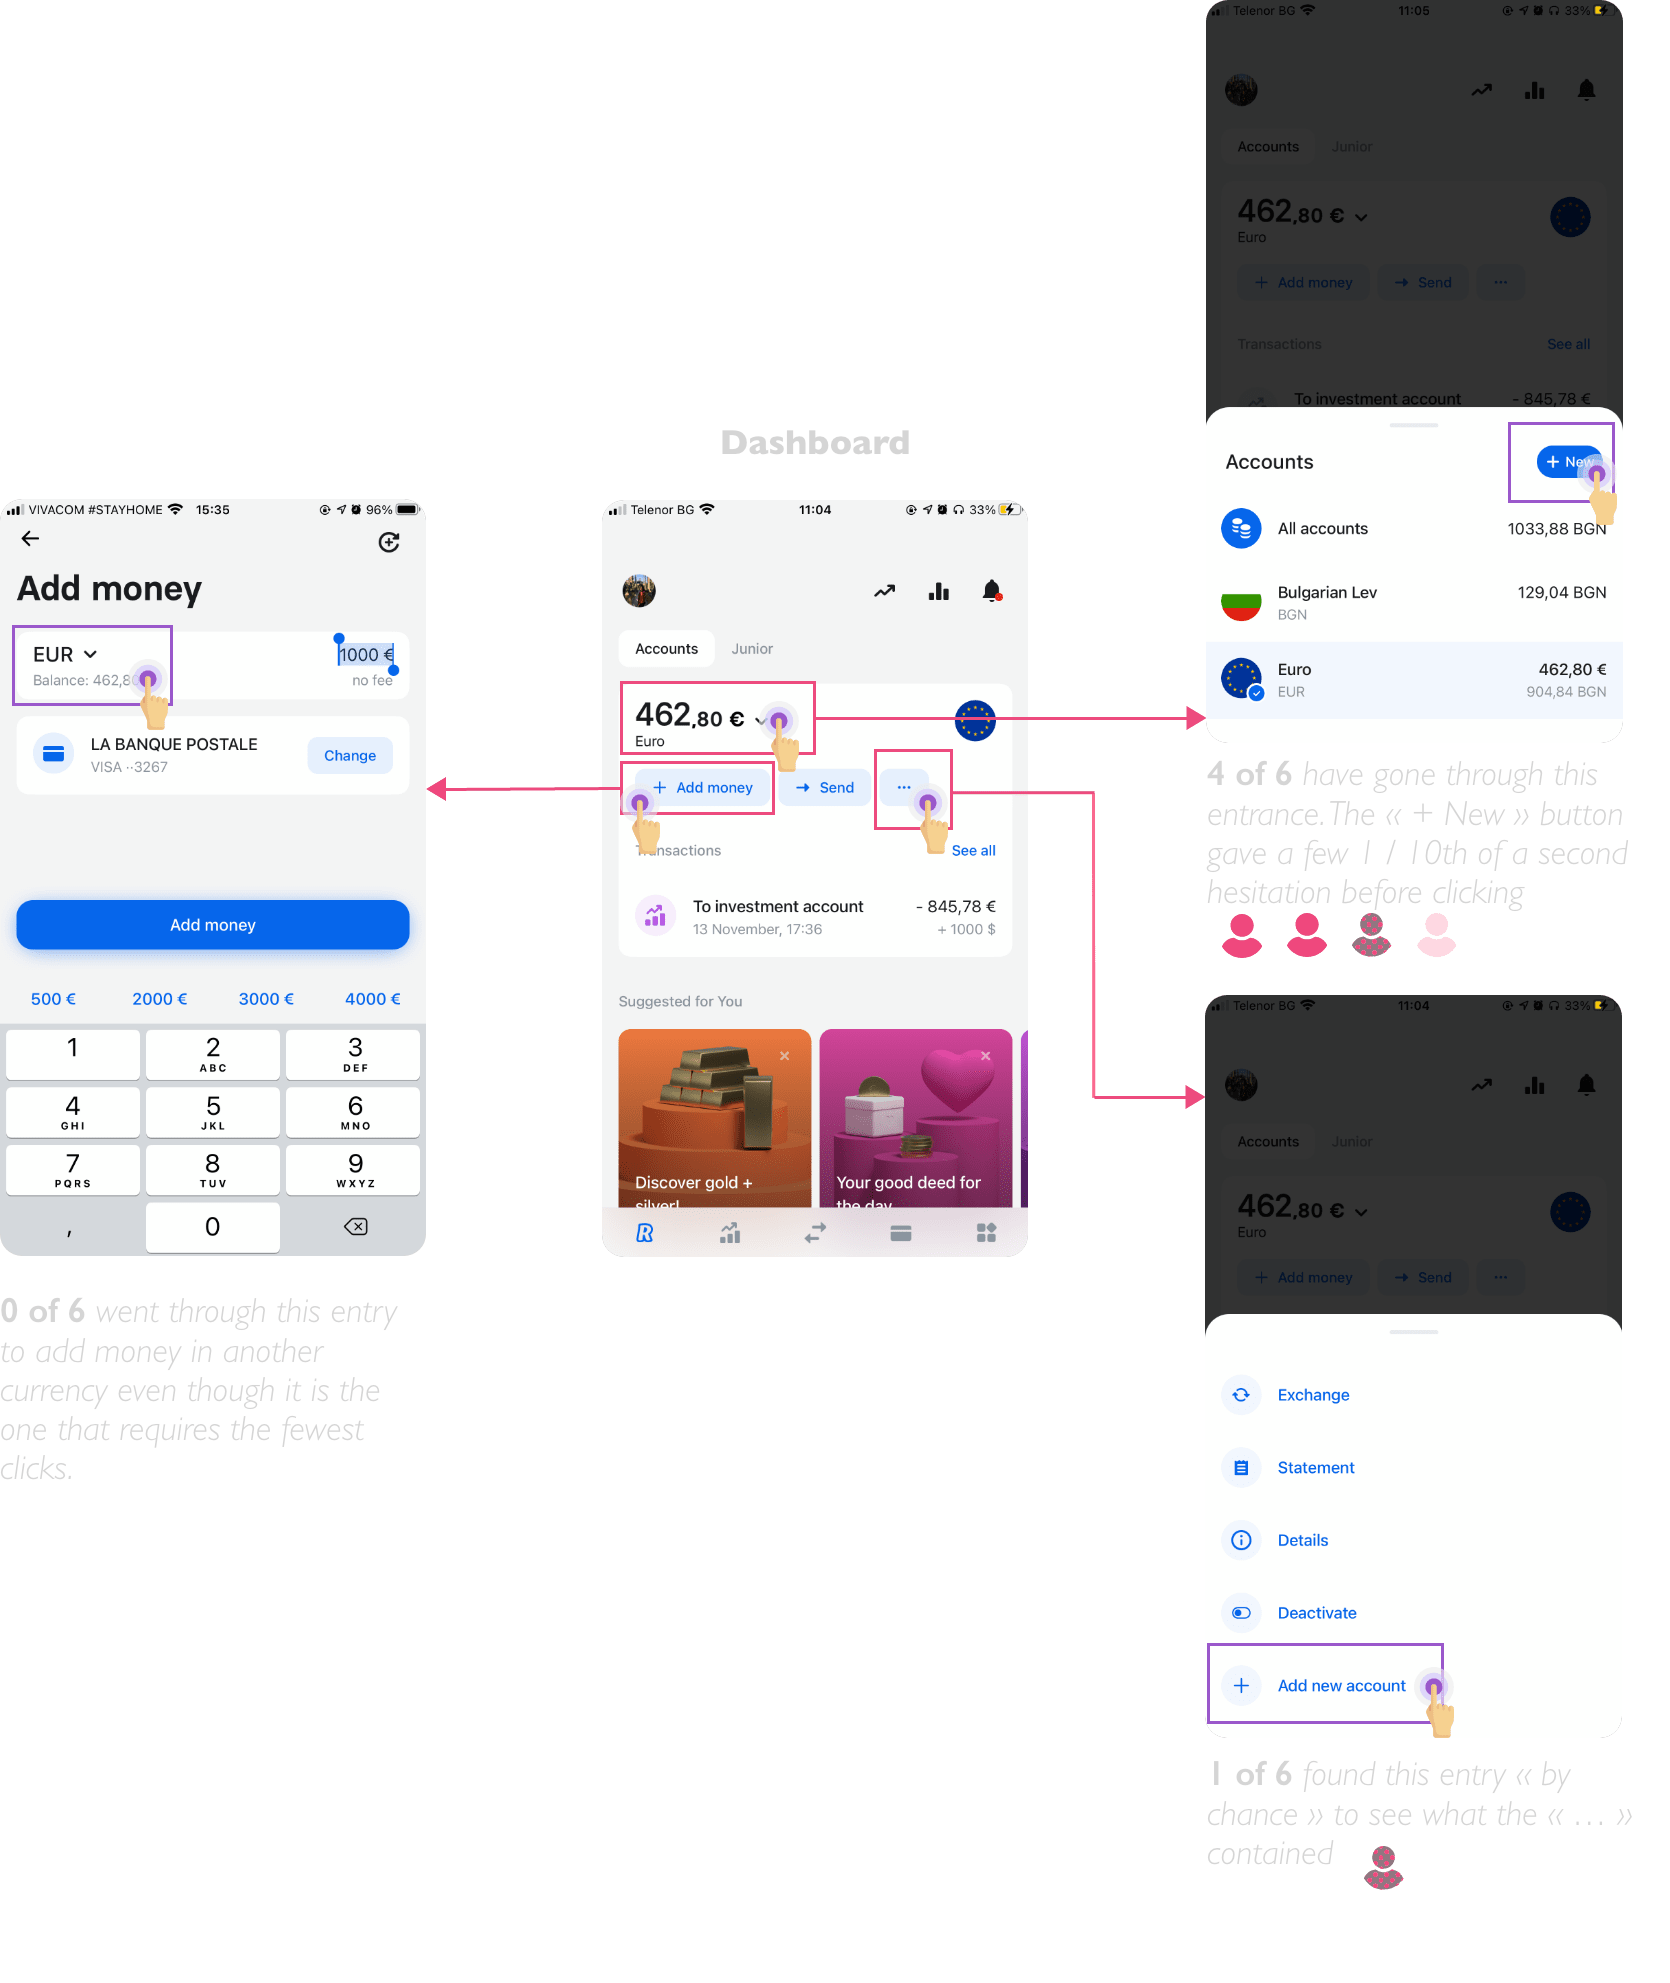 VIVACOM #STAYHOME
15:35
96%
Add money
EUR
1000 €
Balance: 462,8
no fee
LA BANQUE POSTALE
VISA ··3267
Change
Add money
500 €
2000 €
3000 €
4000 €
1
2
ABC
3
DEF
4
GHI
5
JKL
6
MNO
7
PQRS
8
TUV
9
WXYZ
,
0
0 of 6 went through this entry
to add money in another
currency even though it is the
one that requires the fewest
clicks.
Dashboard
Telenor BG
11:04
33%
Accounts
Junior
462,80 €
Euro
+ Add money
→ Send
···
Transactions
See all
To investment account
- 845,78 €
13 November, 17:36
+ 1000 $
Suggested for You
Discover gold +
silver!
Your good deed for
the day
R
Telenor BG
11:05
33%
Accounts
Junior
462,80 €
Euro
+ Add money
→ Send
···
Transactions
See all
To investment account
- 845,78 €
Accounts
+ New
All accounts
1033,88 BGN
Bulgarian Lev
129,04 BGN
BGN
Euro
462,80 €
EUR
904,84 BGN
4 of 6 have gone through this
entrance. The « + New » button
gave a few 1 / 10th of a second
hesitation before clicking
Telenor BG
11:04
33%
Accounts
Junior
462,80 €
Euro
+ Add money
→ Send
···
Exchange
Statement
Details
Deactivate
Add new account
1 of 6 found this entry « by
chance » to see what the « … »
contained